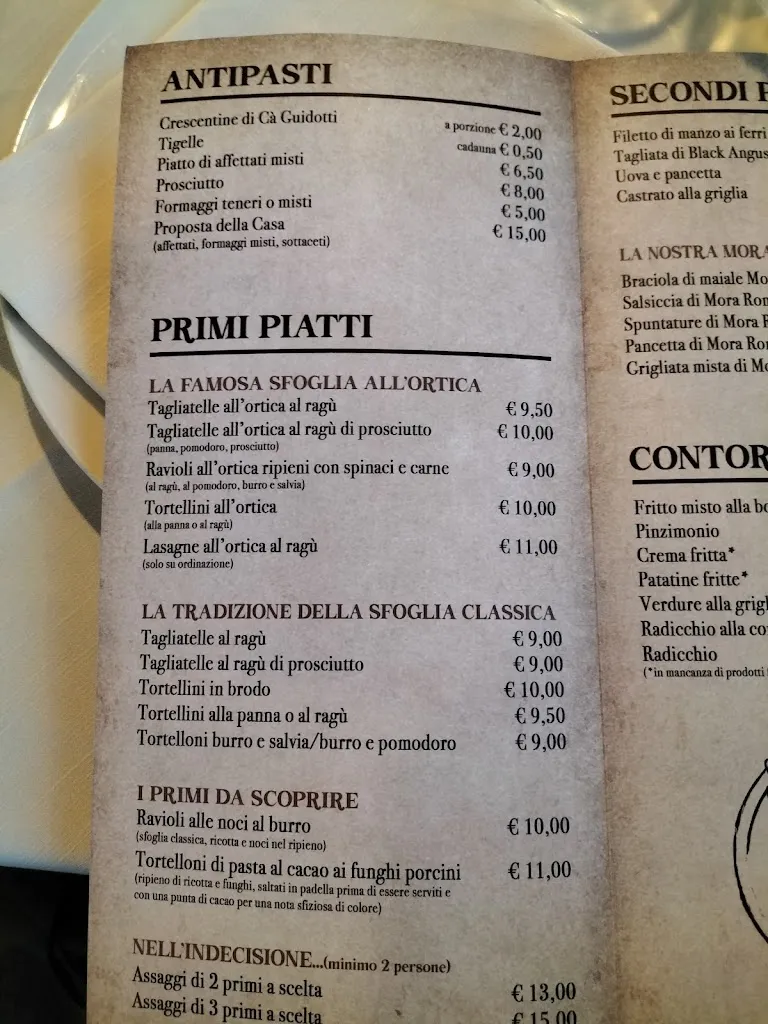 ANTIPASTI
Crescentine di Cà Guidotti a porzione € 2,00
Tigelle cadauna € 0,50
Piatto di affettati misti € 6,50
Prosciutto € 8,00
Formaggi teneri o misti € 5,00
Proposta della Casa € 15,00
(affettati, formaggi misti, sottaceti)
PRIMI PIATTI
LA FAMOSA SFOGLIA ALL'ORTICA
Tagliatelle all'ortica al ragù € 9,50
Tagliatelle all'ortica al ragù di prosciutto € 10,00
(panna, pomodoro, prosciutto)
Ravioli all'ortica ripieni con spinaci e carne € 9,00
(al ragù, al pomodoro, burro e salvia)
Tortellini all'ortica € 10,00
(alla panna o al ragù)
Lasagne all'ortica al ragù € 11,00
(solo su ordinazione)
LA TRADIZIONE DELLA SFOGLIA CLASSICA
Tagliatelle al ragù € 9,00
Tagliatelle al ragù di prosciutto € 9,00
Tortellini in brodo € 10,00
Tortellini alla panna o al ragù € 9,50
Tortelloni burro e salvia/burro e pomodoro € 9,00
I PRIMI DA SCOPRIRE
Ravioli alle noci al burro € 10,00
(sfoglia classica, ricotta e noci nel ripieno)
Tortelloni di pasta al cacao ai funghi porcini € 11,00
(ripieno di ricotta e funghi, saltati in padella prima di essere serviti e
con una punta di cacao per una nota sfiziosa di colore)
NELL'INDECISIONE...(minimo 2 persone)
Assaggi di 2 primi a scelta € 13,00
Assaggi di 3 primi a scelta € 15,00
SECONDI P
Filetto di manzo ai ferri
Tagliata di Black Angus
Uova e pancetta
Castrato alla griglia
LA NOSTRA MORA
Braciola di maiale Mo
Salsiccia di Mora Rom
Spuntature di Mora R
Pancetta di Mora Rom
Grigliata mista di Mo
CONTOR
Fritto misto alla bo
Pinzimonio
Crema fritta*
Patatine fritte*
Verdure alla grigl
Radicchio alla co
Radicchio
(*in mancanza di prodotti